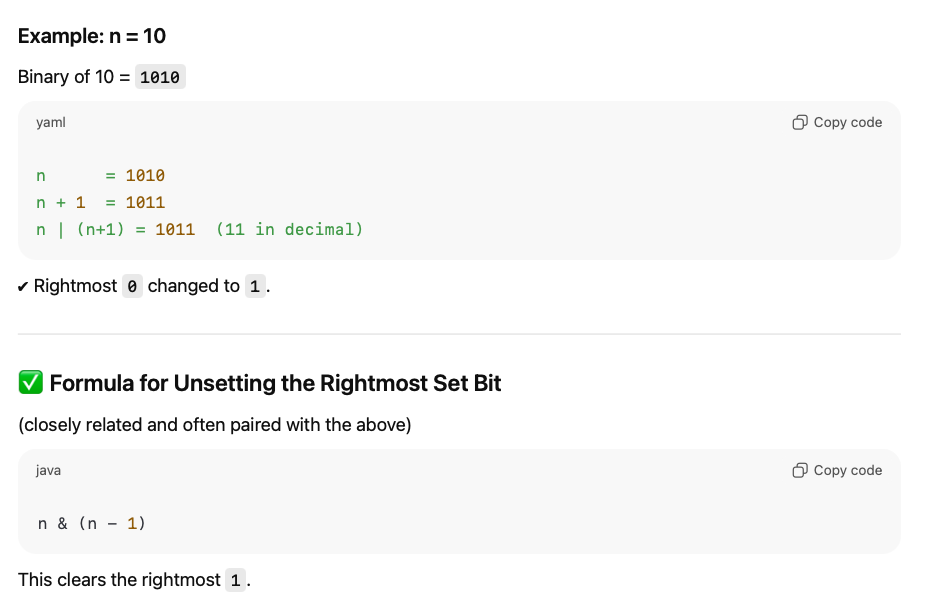 Example: n = 10
Binary of 10 = 1010
yaml
Copy code
n      = 1010
n + 1  = 1011
n | (n+1) = 1011  (11 in decimal)
✔ Rightmost 0 changed to 1.
✅ Formula for Unsetting the Rightmost Set Bit
(closely related and often paired with the above)
java
Copy code
n & (n − 1)
This clears the rightmost 1.